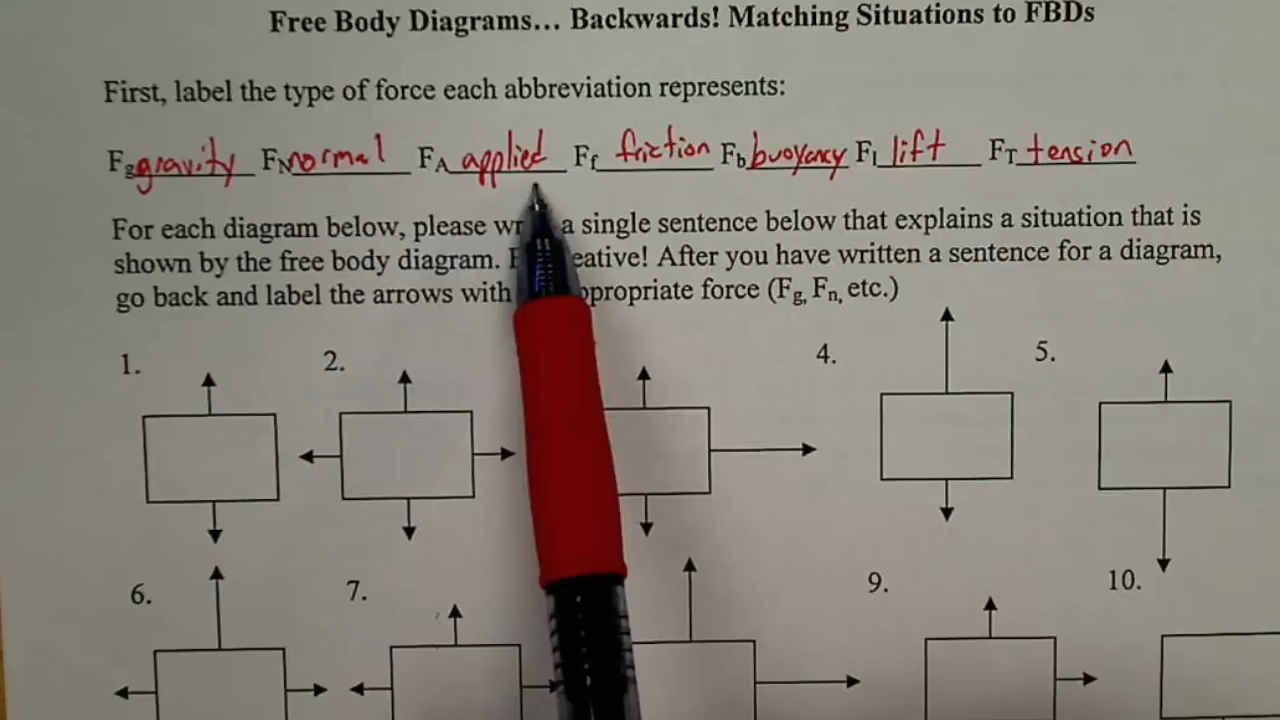 Free Body Diagrams... Backwards! Matching Situations to FBDs
First, label the type of force each abbreviation represents:
Fg gravity FN normal FA applied Ff friction Fb buoyancy Fl lift FT tension
For each diagram below, please a single sentence below that explains a situation that is
shown by the free body diagram. After you have written a sentence for a diagram,
go back and label the arrows with force (Fg, Fn, etc.)
1. 2. 4. 5.
6. 7. 9. 10.